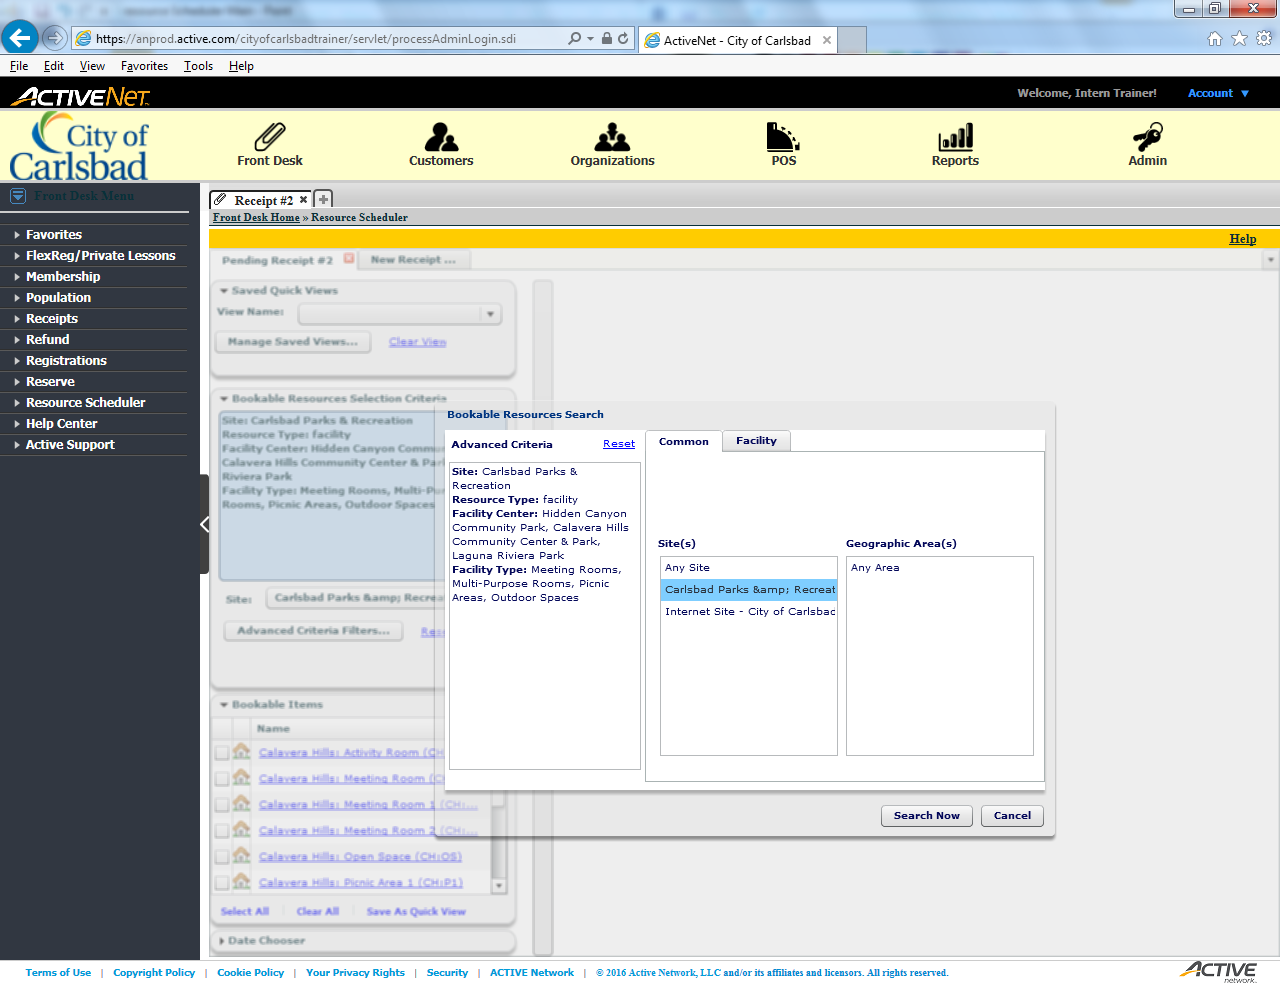 https://anprod.active.com/cityofcarlsbadtrainer/servlet/processAdminLogin.sdi
ActiveNet - City of Carlsbad
File Edit View Favorites Tools Help
ACTIVENET
Welcome, Intern Trainer! Account
City of
Carlsbad
Front Desk Customers Organizations POS Reports Admin
Front Desk Menu
Favorites
FlexReg/Private Lessons
Membership
Population
Receipts
Refund
Registrations
Reserve
Resource Scheduler
Help Center
Active Support
Receipt #2
Front Desk Home » Resource Scheduler
Help
Pending Receipt #2 New Receipt ...
Saved Quick Views
View Name:
Manage Saved Views... Clear View
Bookable Resources Selection Criteria
Site: Carlsbad Parks & Recreation
Resource Type: facility
Facility Center: Hidden Canyon Commu
Calavera Hills Community Center & Par
Riviera Park
Facility Type: Meeting Rooms, Multi-Pu
Rooms, Picnic Areas, Outdoor Spaces
Site: Carlsbad Parks &amp; Recrea
Advanced Criteria Filters... Res
Bookable Items
Name
Calavera Hills: Activity Room (CH
Calavera Hills: Meeting Room (C
Calavera Hills: Meeting Room 1 (CH:...
Calavera Hills: Meeting Room 2 (CH:...
Calavera Hills: Open Space (CH:OS)
Calavera Hills: Picnic Area 1 (CH:P1)
Select All Clear All Save As Quick View
Date Chooser
Bookable Resources Search
Advanced Criteria Reset
Site: Carlsbad Parks &
Recreation
Resource Type: facility
Facility Center: Hidden Canyon
Community Park, Calavera Hills
Community Center & Park,
Laguna Riviera Park
Facility Type: Meeting Rooms,
Multi-Purpose Rooms, Picnic
Areas, Outdoor Spaces
Common Facility
Site(s)
Any Site
Carlsbad Parks &amp; Recreat
Internet Site - City of Carlsbad
Geographic Area(s)
Any Area
Search Now Cancel
Terms of Use | Copyright Policy | Cookie Policy | Your Privacy Rights | Security | ACTIVE Network | © 2016 Active Network, LLC and/or its affiliates and licensors. All rights reserved.
ACTIVE
network